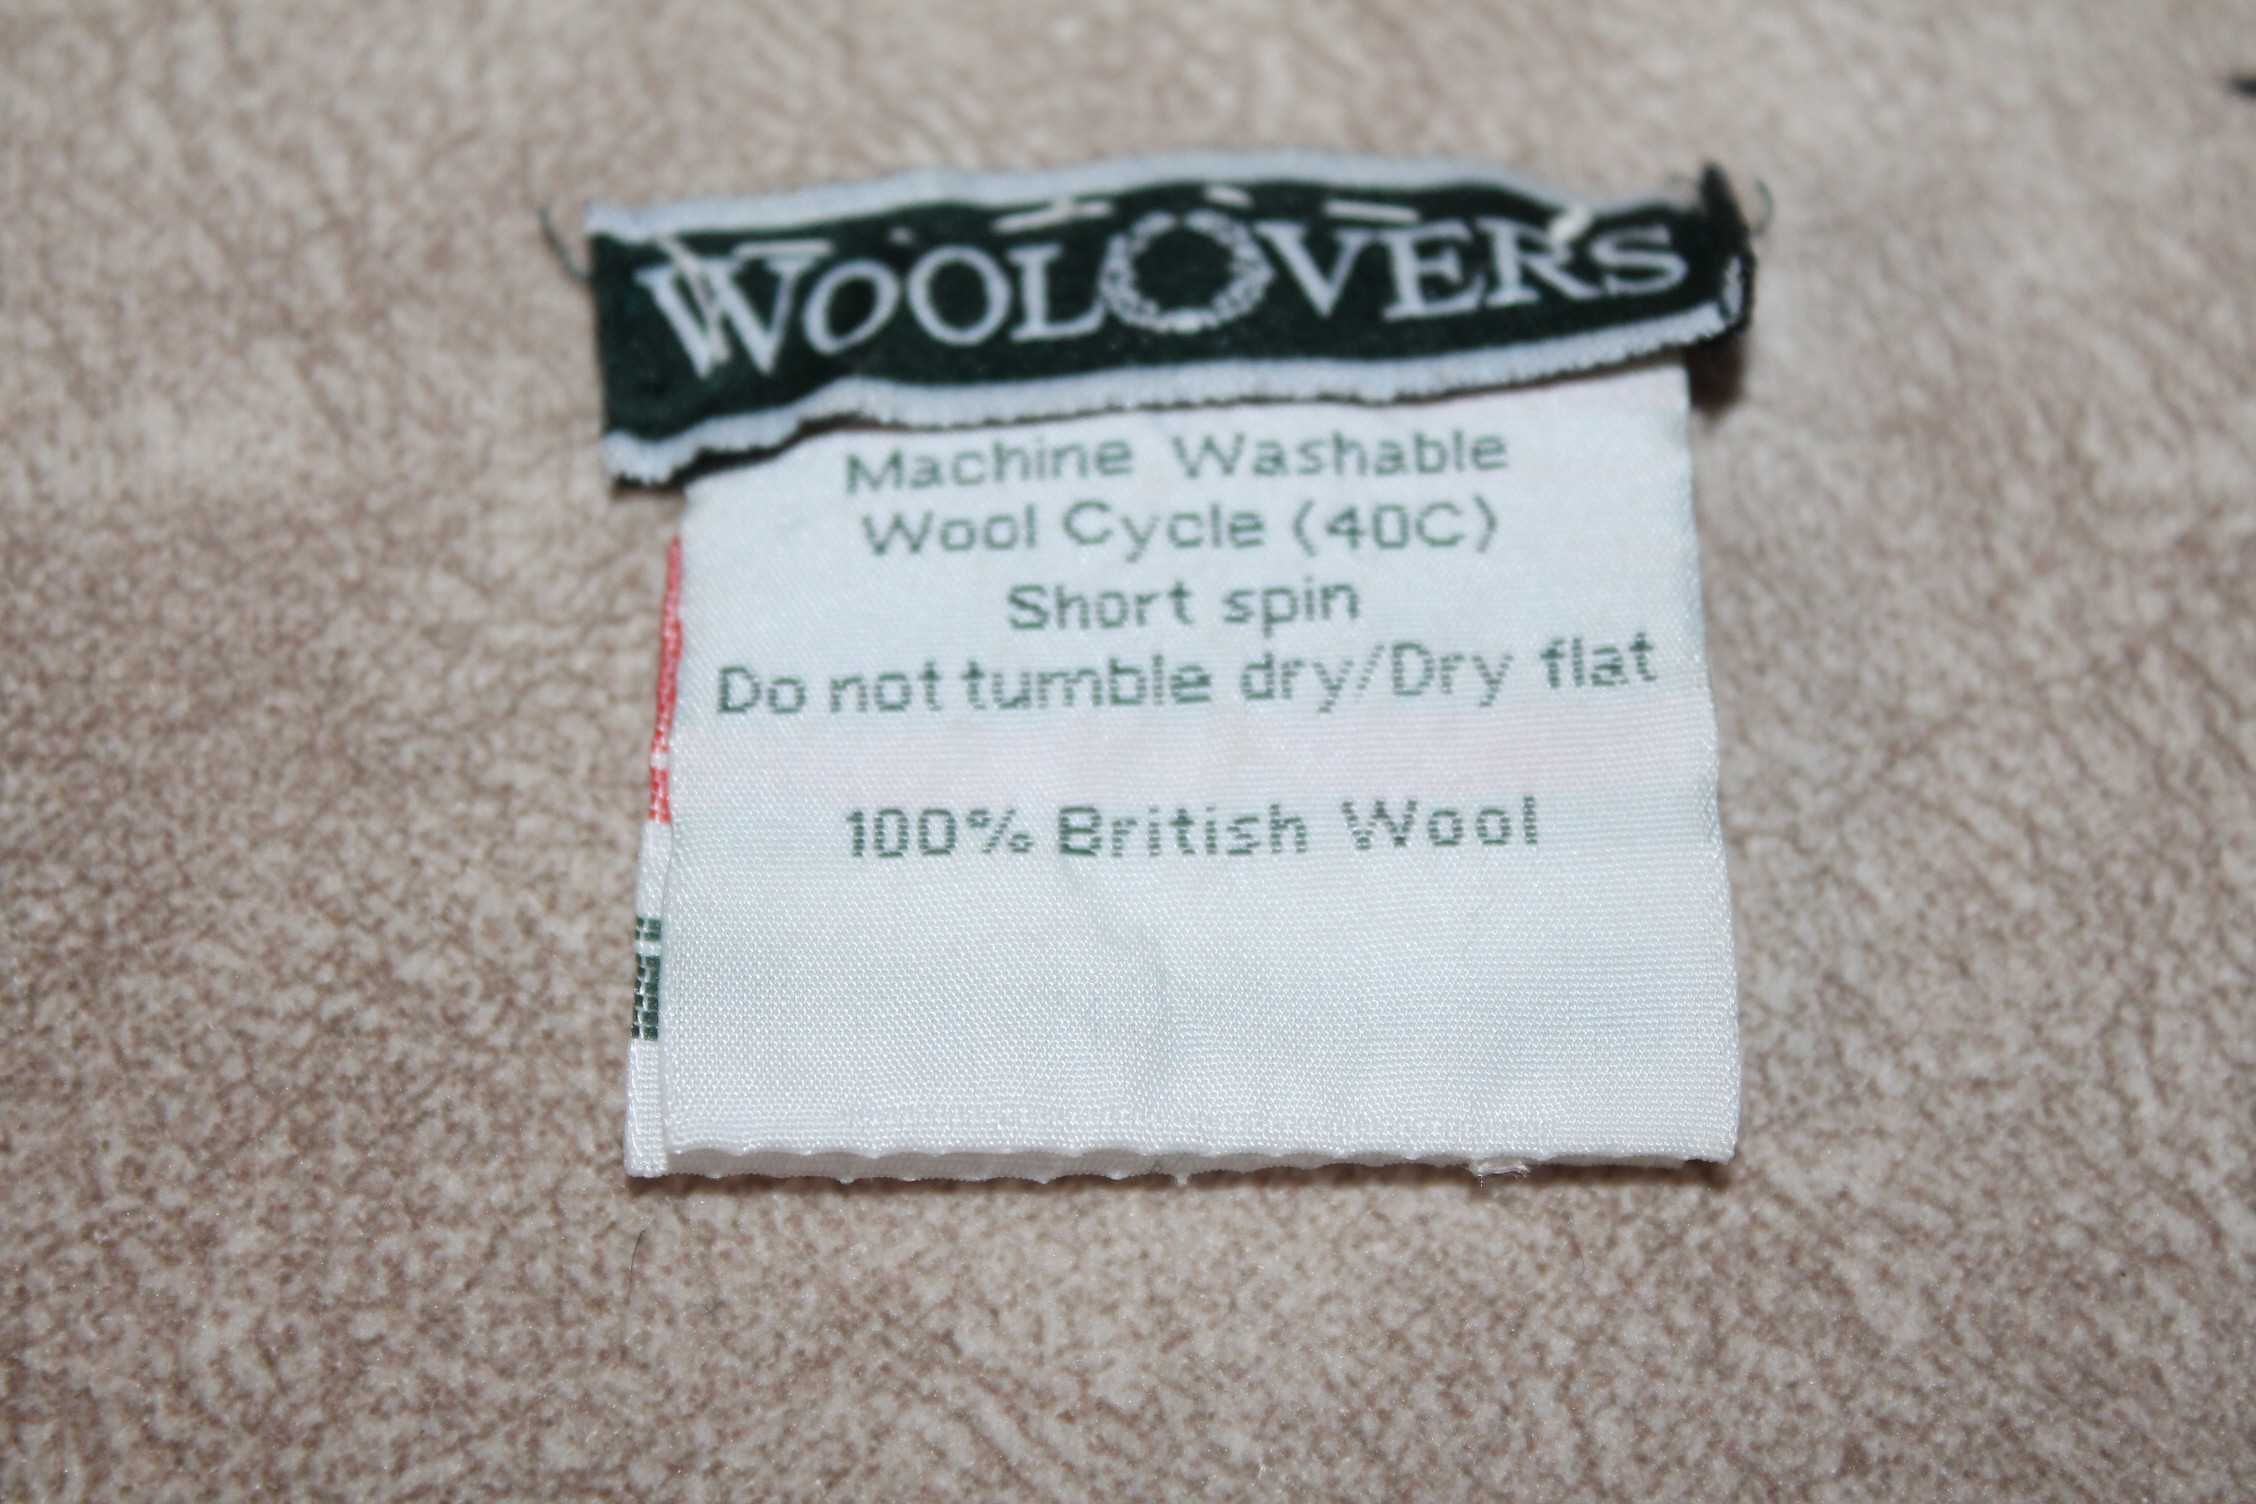 WOOLOVERS
Machine Washable
Wool Cycle (40C)
Short spin
Do not tumble dry/Dry flat
100% British Wool